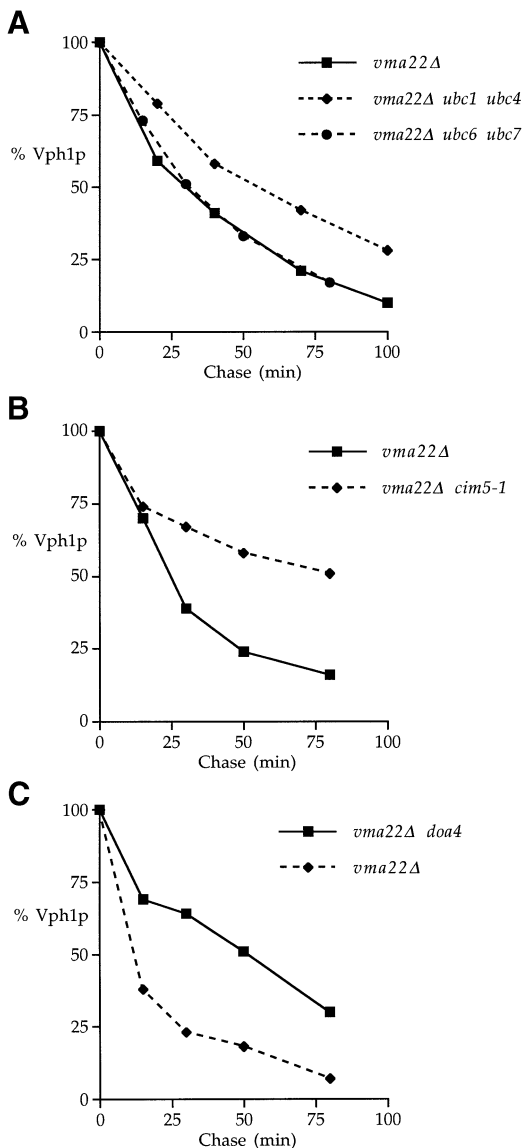 A
100
75
% Vph1p
50
25
0
0 25 50 75 100
Chase (min)
vma22Δ
vma22Δ ubc1 ubc4
vma22Δ ubc6 ubc7
B
100
75
% Vph1p
50
25
0
0 25 50 75 100
Chase (min)
vma22Δ
vma22Δ cim5-1
C
100
75
% Vph1p
50
25
0
0 25 50 75 100
Chase (min)
vma22Δ doa4
vma22Δ